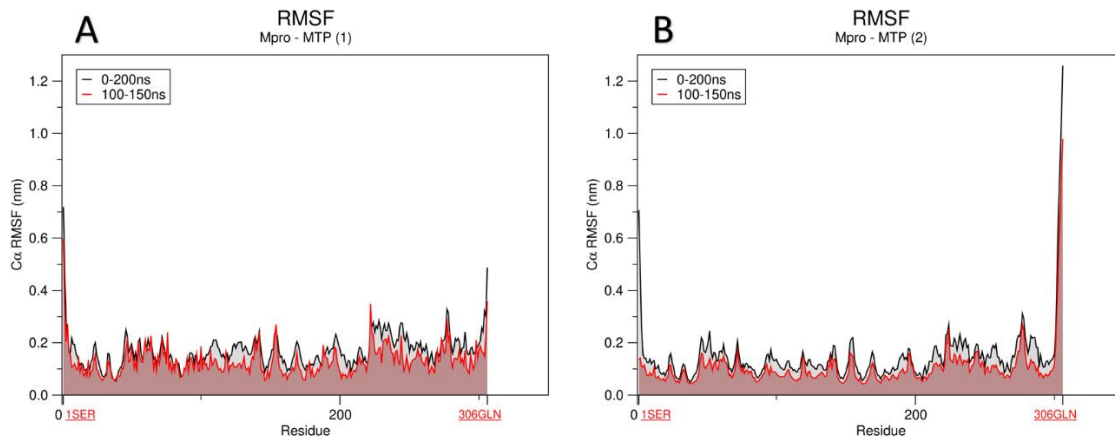 A
RMSF
Mpro - MTP (1)
0-200ns
100-150ns
1.2
1.0
0.8
0.6
0.4
0.2
0.0
Cα RMSF (nm)
0 1SER 200 306GLN
Residue
B
RMSF
Mpro - MTP (2)
0-200ns
100-150ns
1.2
1.0
0.8
0.6
0.4
0.2
0.0
Cα RMSF (nm)
0 1SER 200 306GLN
Residue